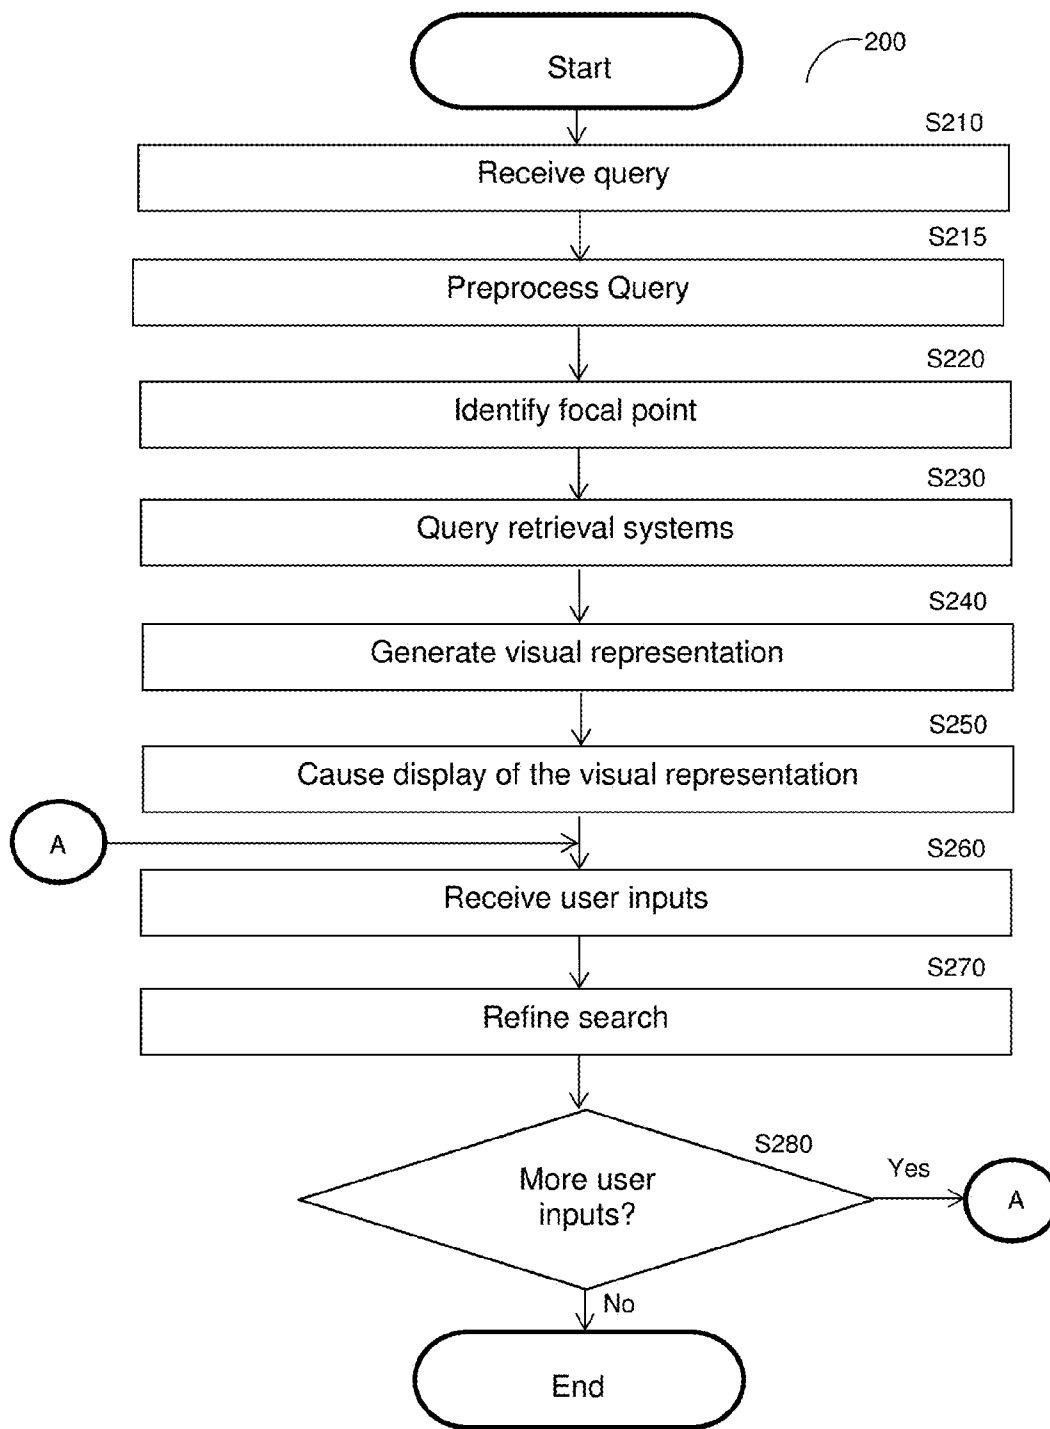 Start
200
S210
Receive query
S215
Preprocess Query
S220
Identify focal point
S230
Query retrieval systems
S240
Generate visual representation
S250
Cause display of the visual representation
A
S260
Receive user inputs
S270
Refine search
S280
More user
inputs?
Yes
A
No
End